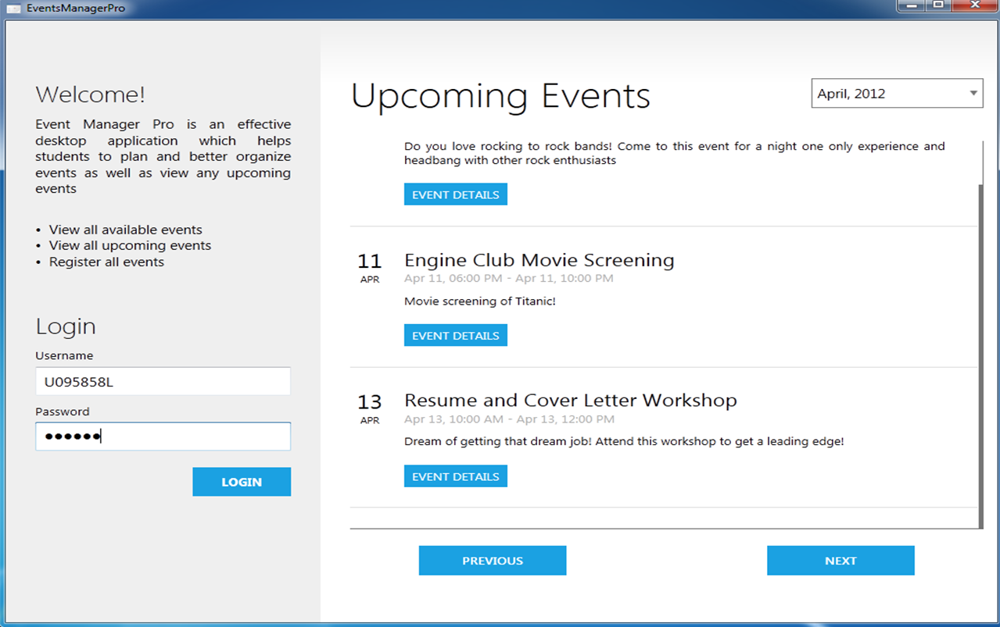 EventsManagerPro
Welcome!
Event Manager Pro is an effective
desktop application which helps
students to plan and better organize
events as well as view any upcoming
events
• View all available events
• View all upcoming events
• Register all events
Login
Username
U095858L
Password
LOGIN
Upcoming Events
April, 2012
Do you love rocking to rock bands! Come to this event for a night one only experience and
headbang with other rock enthusiasts
EVENT DETAILS
11
APR
Engine Club Movie Screening
Apr 11, 06:00 PM - Apr 11, 10:00 PM
Movie screening of Titanic!
EVENT DETAILS
13
APR
Resume and Cover Letter Workshop
Apr 13, 10:00 AM - Apr 13, 12:00 PM
Dream of getting that dream job! Attend this workshop to get a leading edge!
EVENT DETAILS
PREVIOUS
NEXT